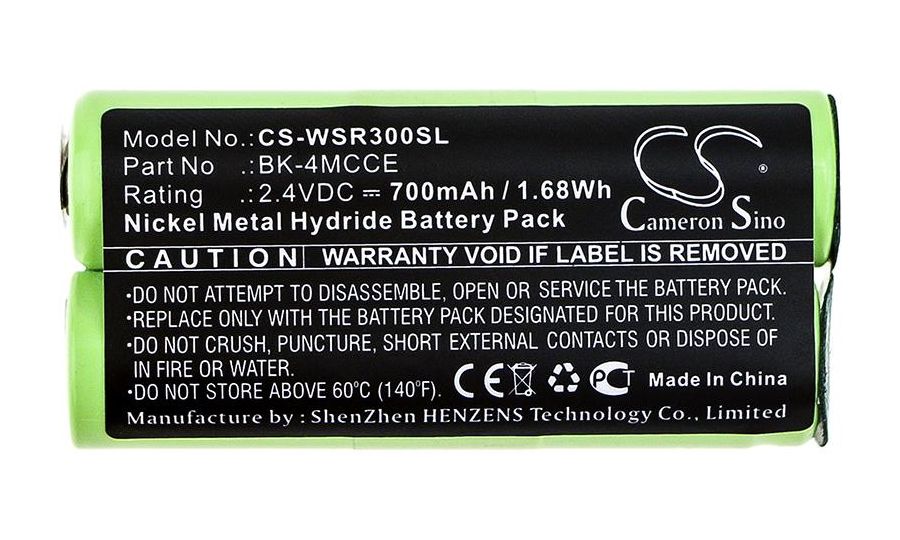 Model No.: CS-WSR300SL
Part No .: BK-4MCCE
Rating .: 2.4VDC ⎓ 700mAh / 1.68Wh
Nickel Metal Hydride Battery Pack
CS
Cameron Sino
CAUTION WARRANTY VOID IF LABEL IS REMOVED
•DO NOT ATTEMPT TO DISASSEMBLE, OPEN OR SERVICE THE BATTERY PACK.
•REPLACE ONLY WITH THE BATTERY PACK DESIGNATED FOR THIS PRODUCT.
•DO NOT CRUSH, PUNCTURE, SHORT EXTERNAL CONTACTS OR DISPOSE OF
IN FIRE OR WATER.
•DO NOT STORE ABOVE 60°C (140°F). CE PCT Made in China
Manufacture by : ShenZhen HENZENS Technology Co., Limited